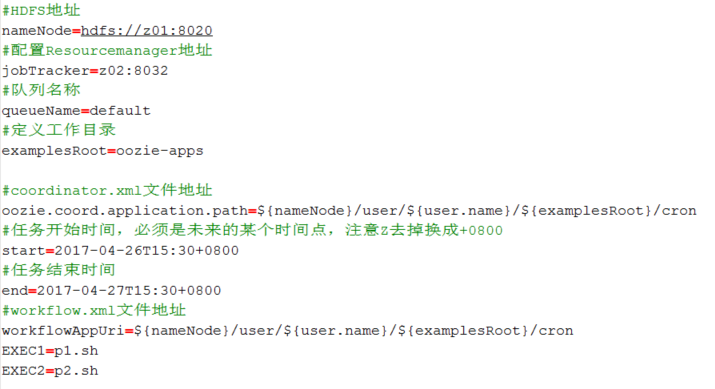 #HDFS地址
nameNode=hdfs://z01:8020
#配置Resourcemanager地址
jobTracker=z02:8032
#队列名称
queueName=default
#定义工作目录
examplesRoot=oozie-apps
#coordinator.xml文件地址
oozie.coord.application.path=${nameNode}/user/${user.name}/${examplesRoot}/cron
#任务开始时间，必须是未来的某个时间点，注意Z去掉换成+0800
start=2017-04-26T15:30+0800
#任务结束时间
end=2017-04-27T15:30+0800
#workflow.xml文件地址
workflowAppUri=${nameNode}/user/${user.name}/${examplesRoot}/cron
EXEC1=p1.sh
EXEC2=p2.sh